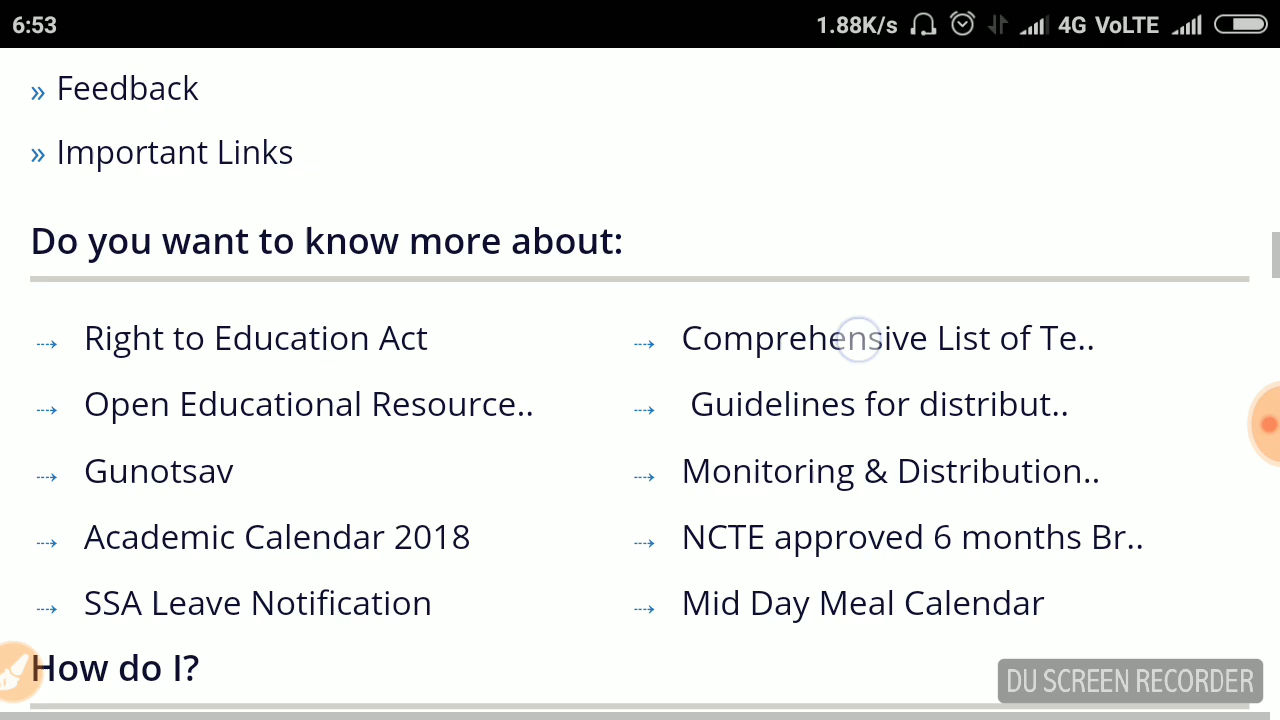 6:53 1.88K/s 4G VoLTE
» Feedback
» Important Links
Do you want to know more about:
Right to Education Act
Comprehensive List of Te..
Open Educational Resource..
Guidelines for distribut..
Gunotsav
Monitoring & Distribution..
Academic Calendar 2018
NCTE approved 6 months Br..
SSA Leave Notification
Mid Day Meal Calendar
How do I?
DU SCREEN RECORDER